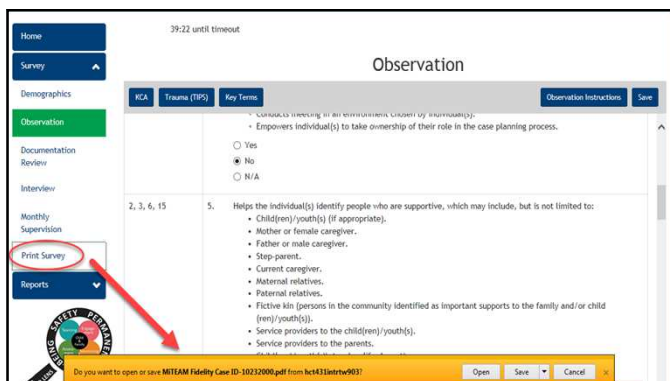 39:22 until timeout
Home
Survey
Demographics
Observation
Documentation
Review
Interview
Monthly
Supervision
Print Survey
Reports
Observation
KCA Trauma (TIPS) Key Terms Observation Instructions Save
Conducts meeting in an environment chosen by individual(s).
Empowers individual(s) to take ownership of their role in the case planning process.
Yes
No
N/A
2, 3, 6, 15 5. Helps the individual(s) identify people who are supportive, which may include, but is not limited to:
• Child(ren)/youth(s) (if appropriate).
• Mother or female caregiver.
• Father or male caregiver.
• Step-parent.
• Current caregiver.
• Maternal relatives.
• Paternal relatives.
• Fictive kin (persons in the community identified as important supports to the family and/or child
(ren)/youth(s)).
• Service providers to the child(ren)/youth(s).
• Service providers to the parents.
SAFETY
Do you want to open or save MiTEAM Fidelity Case ID-10232000.pdf from hct431intrtw903? Open Save Cancel